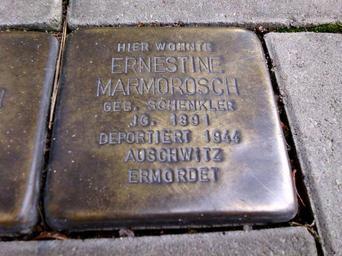 HIER WOHNTE
ERNESTINE
MARMOROSCH
GEB. SCHENKLER
JG. 1891
DEPORTIERT 1944
AUSCHWITZ
ERMORDET